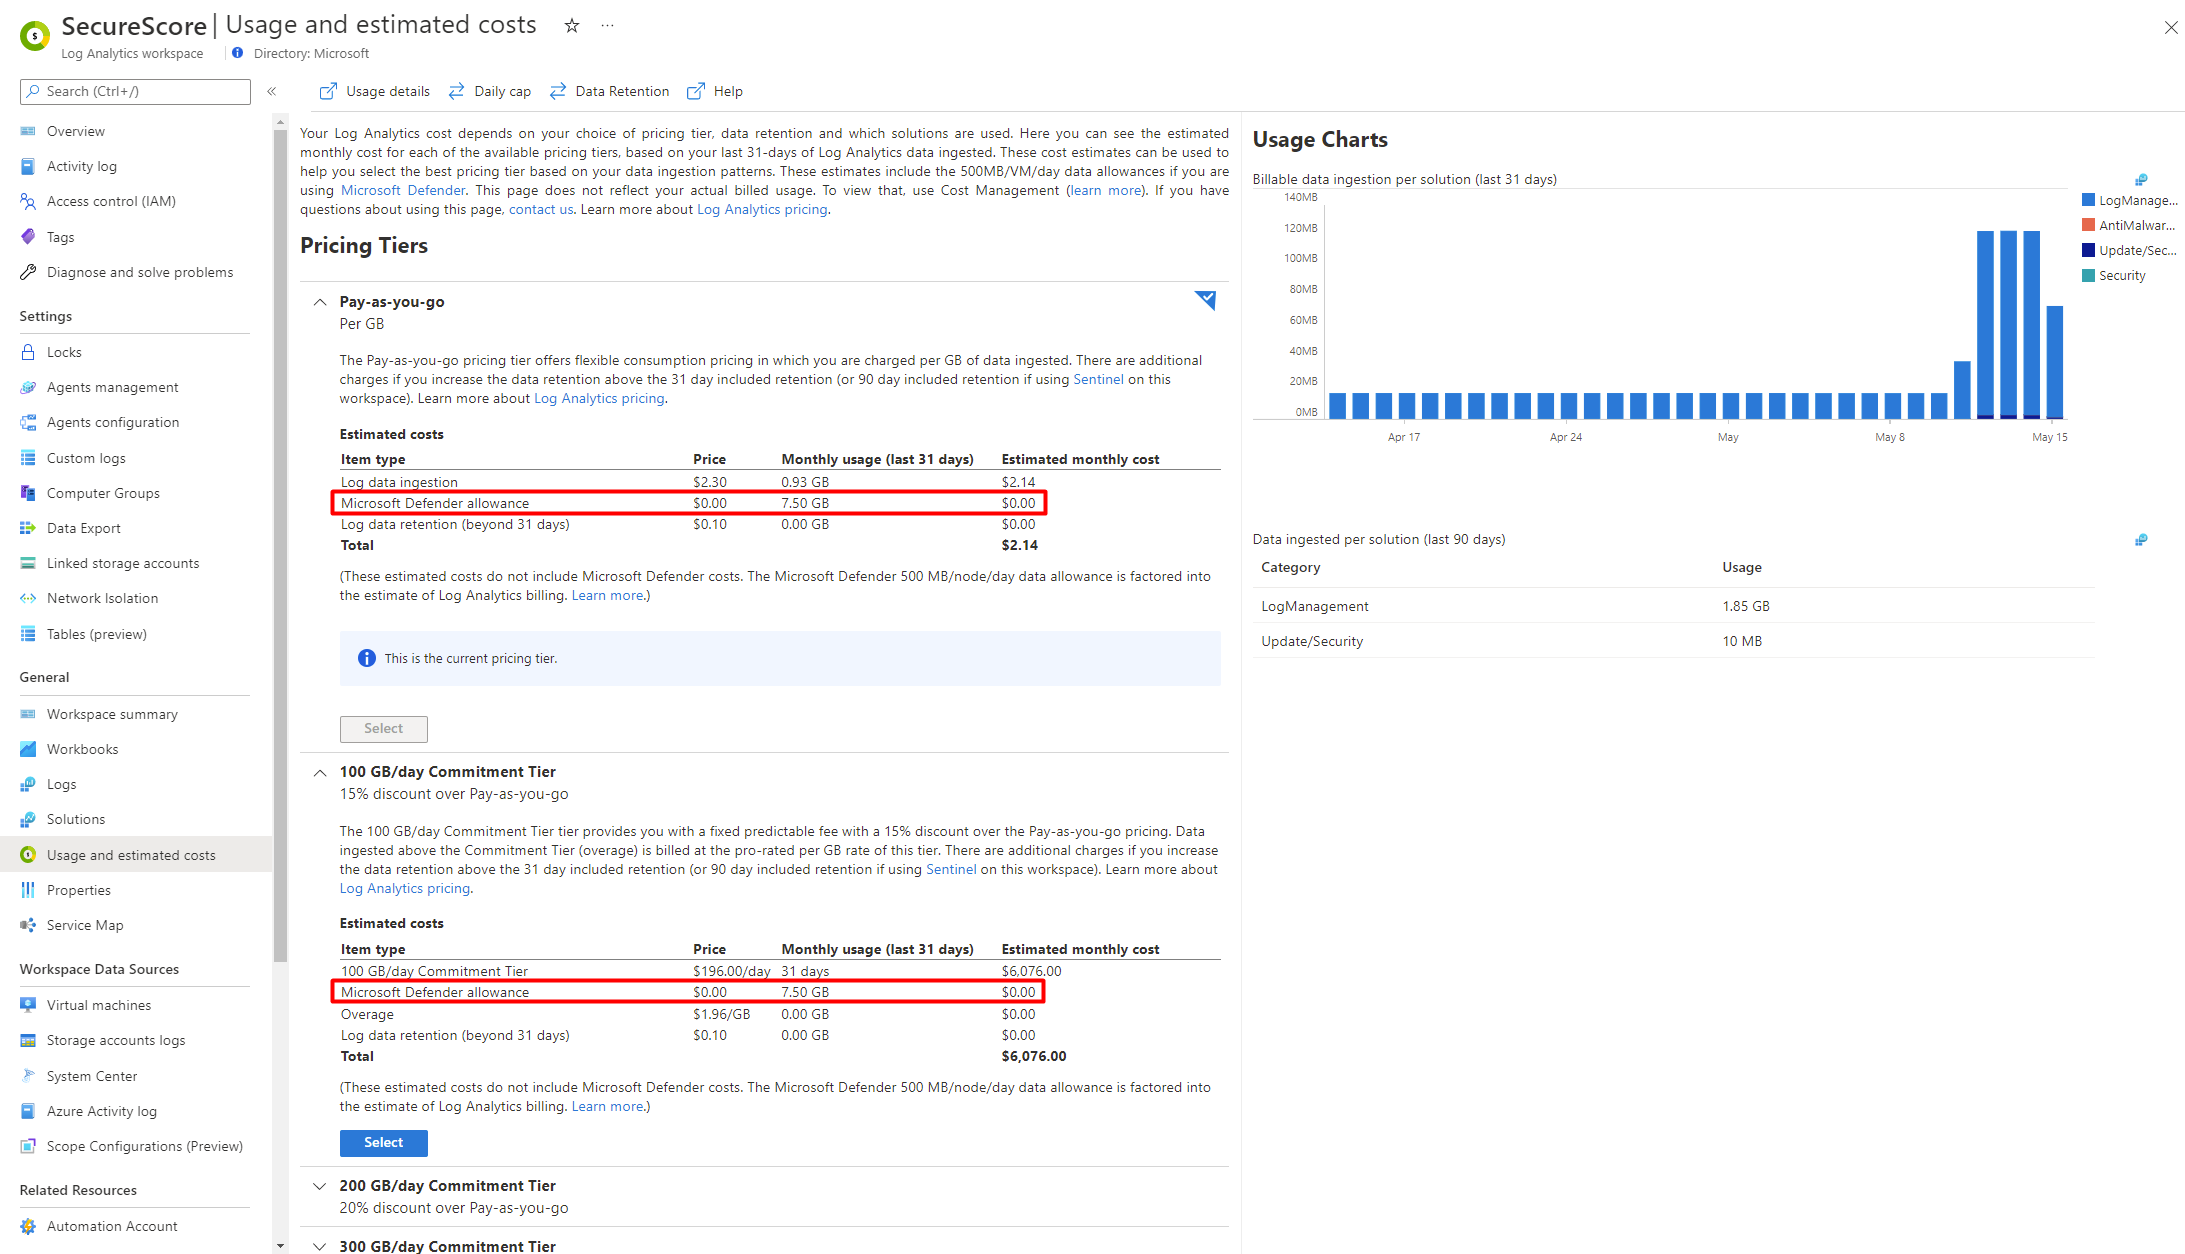 SecureScore | Usage and estimated costs
Log Analytics workspace
Directory: Microsoft
Search (Ctrl+/)
Overview
Activity log
Access control (IAM)
Tags
Diagnose and solve problems
Settings
Locks
Agents management
Agents configuration
Custom logs
Computer Groups
Data Export
Linked storage accounts
Network Isolation
Tables (preview)
General
Workspace summary
Workbooks
Logs
Solutions
Usage and estimated costs
Properties
Service Map
Workspace Data Sources
Virtual machines
Storage accounts logs
System Center
Azure Activity log
Scope Configurations (Preview)
Related Resources
Automation Account
Usage details Daily cap Data Retention Help
Your Log Analytics cost depends on your choice of pricing tier, data retention and which solutions are used. Here you can see the estimated
monthly cost for each of the available pricing tiers, based on your last 31-days of Log Analytics data ingested. These cost estimates can be used to
help you select the best pricing tier based on your data ingestion patterns. These estimates include the 500MB/VM/day data allowances if you are
using Microsoft Defender. This page does not reflect your actual billed usage. To view that, use Cost Management (learn more). If you have
questions about using this page, contact us. Learn more about Log Analytics pricing.
Pricing Tiers
Pay-as-you-go
Per GB
The Pay-as-you-go pricing tier offers flexible consumption pricing in which you are charged per GB of data ingested. There are additional
charges if you increase the data retention above the 31 day included retention (or 90 day included retention if using Sentinel on this
workspace). Learn more about Log Analytics pricing.
Estimated costs
Item type Price Monthly usage (last 31 days) Estimated monthly cost
Log data ingestion $2.30 0.93 GB $2.14
Microsoft Defender allowance $0.00 7.50 GB $0.00
Log data retention (beyond 31 days) $0.10 0.00 GB $0.00
Total $2.14
(These estimated costs do not include Microsoft Defender costs. The Microsoft Defender 500 MB/node/day data allowance is factored into
the estimate of Log Analytics billing. Learn more.)
This is the current pricing tier.
Select
100 GB/day Commitment Tier
15% discount over Pay-as-you-go
The 100 GB/day Commitment Tier tier provides you with a fixed predictable fee with a 15% discount over the Pay-as-you-go pricing. Data
ingested above the Commitment Tier (overage) is billed at the pro-rated per GB rate of this tier. There are additional charges if you increase
the data retention above the 31 day included retention (or 90 day included retention if using Sentinel on this workspace). Learn more about
Log Analytics pricing.
Estimated costs
Item type Price Monthly usage (last 31 days) Estimated monthly cost
100 GB/day Commitment Tier $196.00/day 31 days $6,076.00
Microsoft Defender allowance $0.00 7.50 GB $0.00
Overage $1.96/GB 0.00 GB $0.00
Log data retention (beyond 31 days) $0.10 0.00 GB $0.00
Total $6,076.00
(These estimated costs do not include Microsoft Defender costs. The Microsoft Defender 500 MB/node/day data allowance is factored into
the estimate of Log Analytics billing. Learn more.)
Select
200 GB/day Commitment Tier
20% discount over Pay-as-you-go
300 GB/day Commitment Tier
Usage Charts
Billable data ingestion per solution (last 31 days)
140MB
120MB
100MB
80MB
60MB
40MB
20MB
0MB
Apr 17 Apr 24 May May 8 May 15
LogManage...
AntiMalwar...
Update/Sec...
Security
Data ingested per solution (last 90 days)
Category Usage
LogManagement 1.85 GB
Update/Security 10 MB